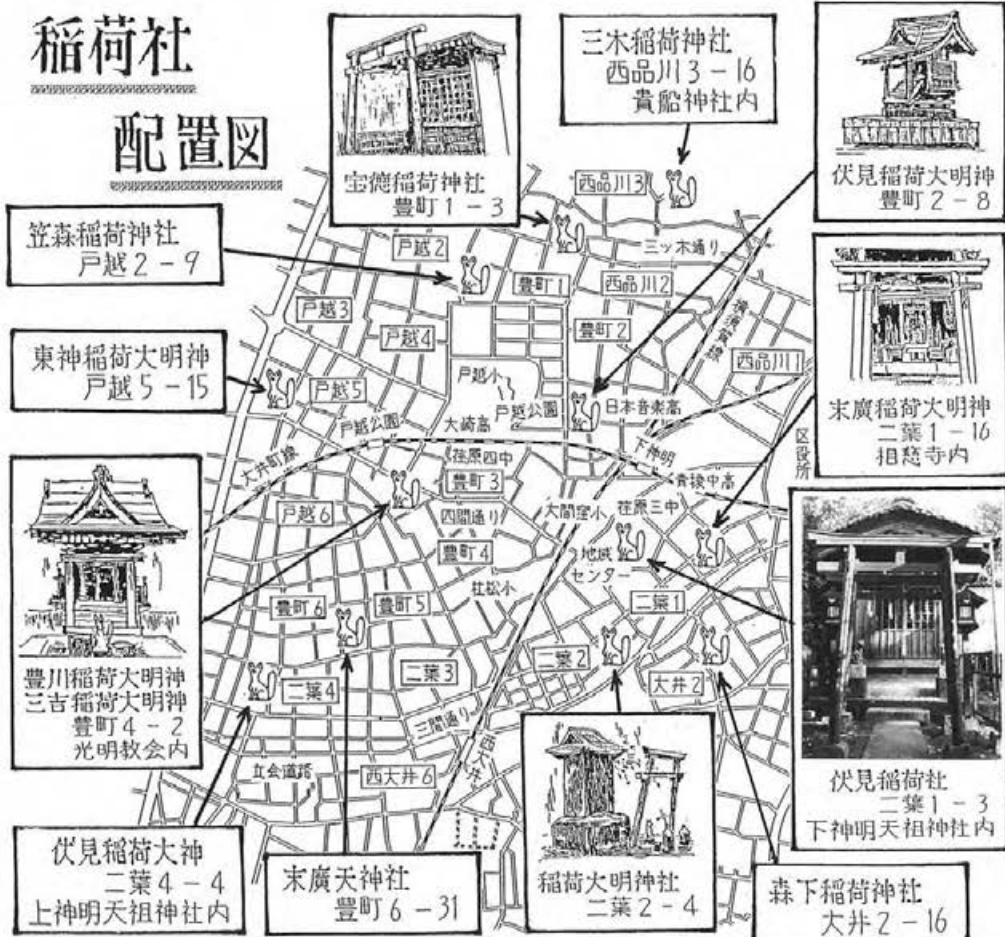 稲荷社
配置図
宝徳稲荷神社
豊町1-3
三木稲荷神社
西品川3-16
貴船神社内
伏見稲荷大明神
豊町2-8
笠森稲荷神社
戸越2-9
東神稲荷大明神
戸越5-15
末廣稲荷大明神
二葉1-16
相慈寺内
豊川稲荷大明神
三吉稲荷大明神
豊町4-2
光明教会内
伏見稲荷社
二葉1-3
下神明天祖神社内
伏見稲荷大神
二葉4-4
上神明天祖神社内
末廣天神社
豊町6-31
稲荷大明神社
二葉2-4
森下稲荷神社
大井2-16
西品川3
三ッ木通り
戸越2
豊町1
西品川2
横須賀線
戸越3
戸越4
豊町2
西品川1
戸越小
戸越公園
戸越5
日本音楽高
戸越公園
大崎高
下神明
区役所
大井町線
荏原四中
豊町3
青稜中高
戸越6
四間通り
大間窪小
荏原三中
豊町4
地域
センター
杜松小
豊町6
豊町5
二葉1
二葉3
二葉2
二葉4
大井2
三間通り
西大井
立会道路
西大井6